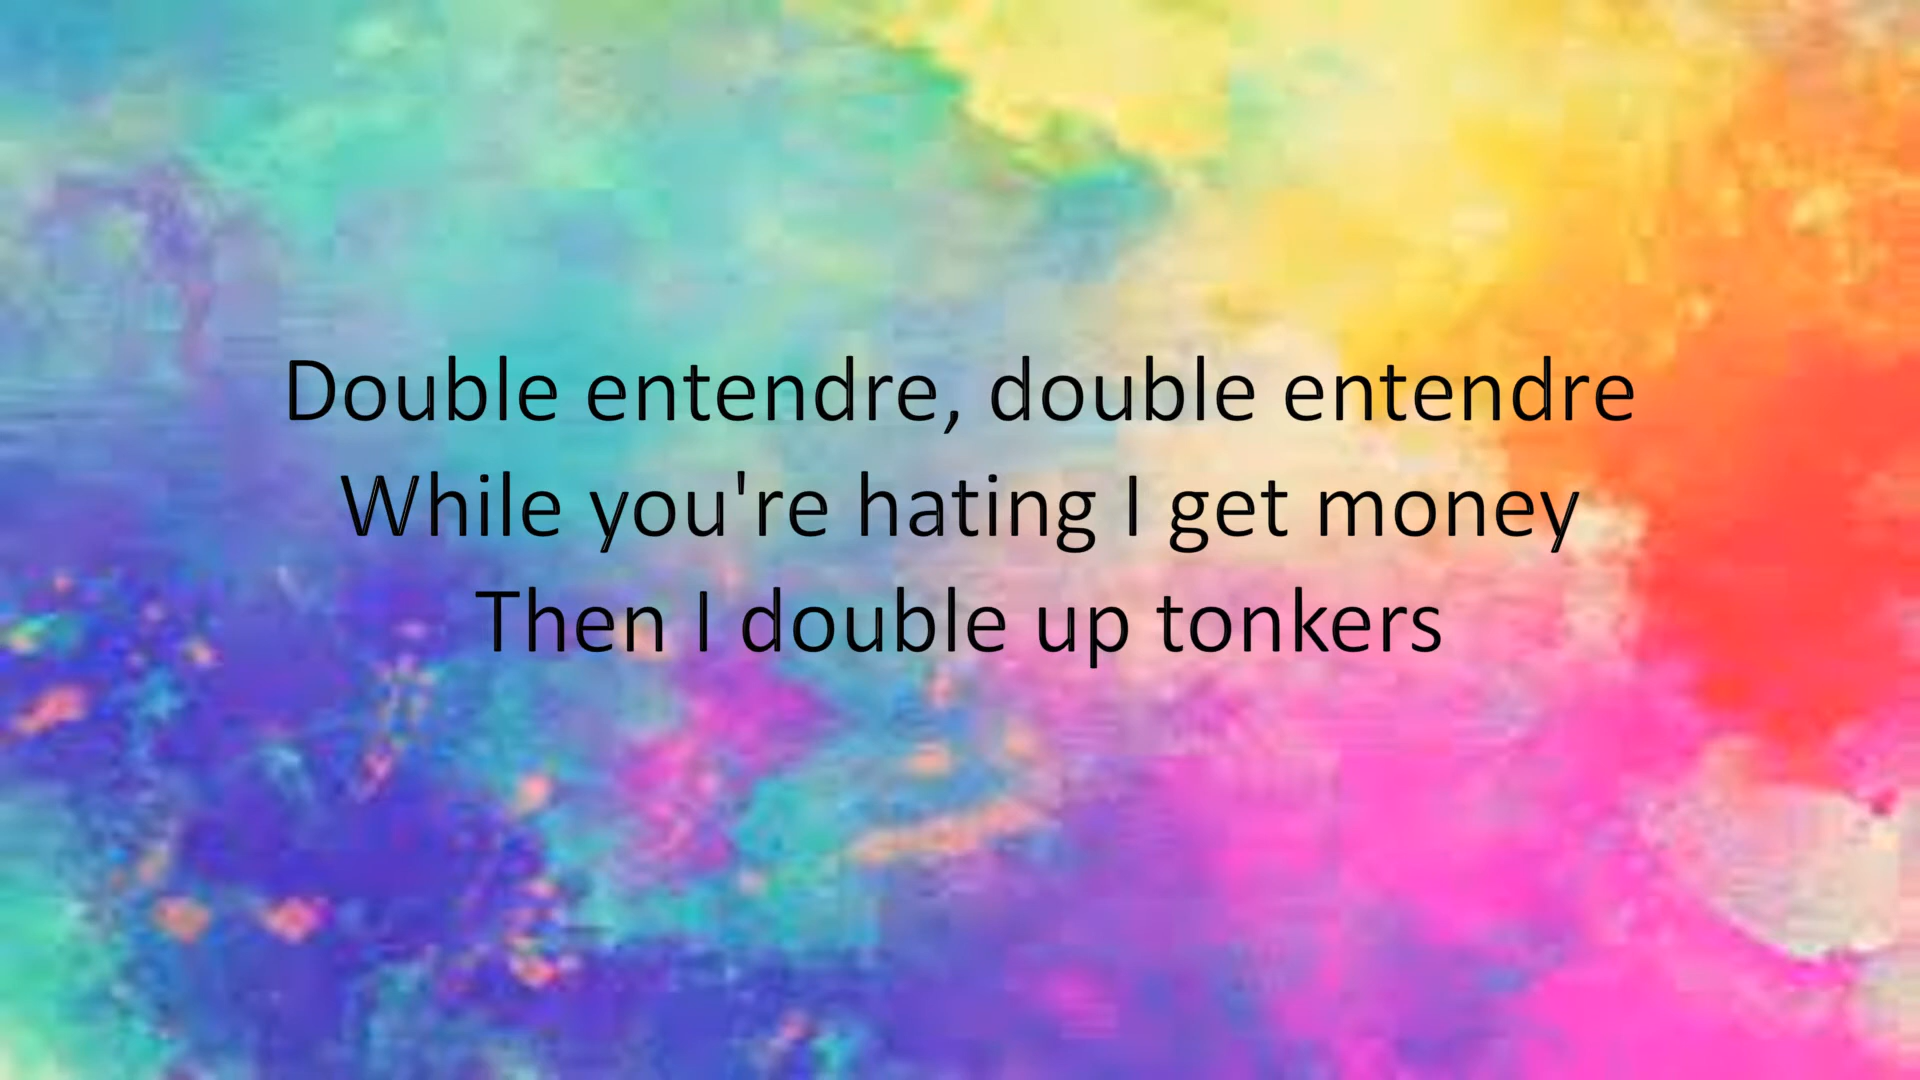 Double entendre, double entendre
While you're hating I get money
Then I double up tonkers